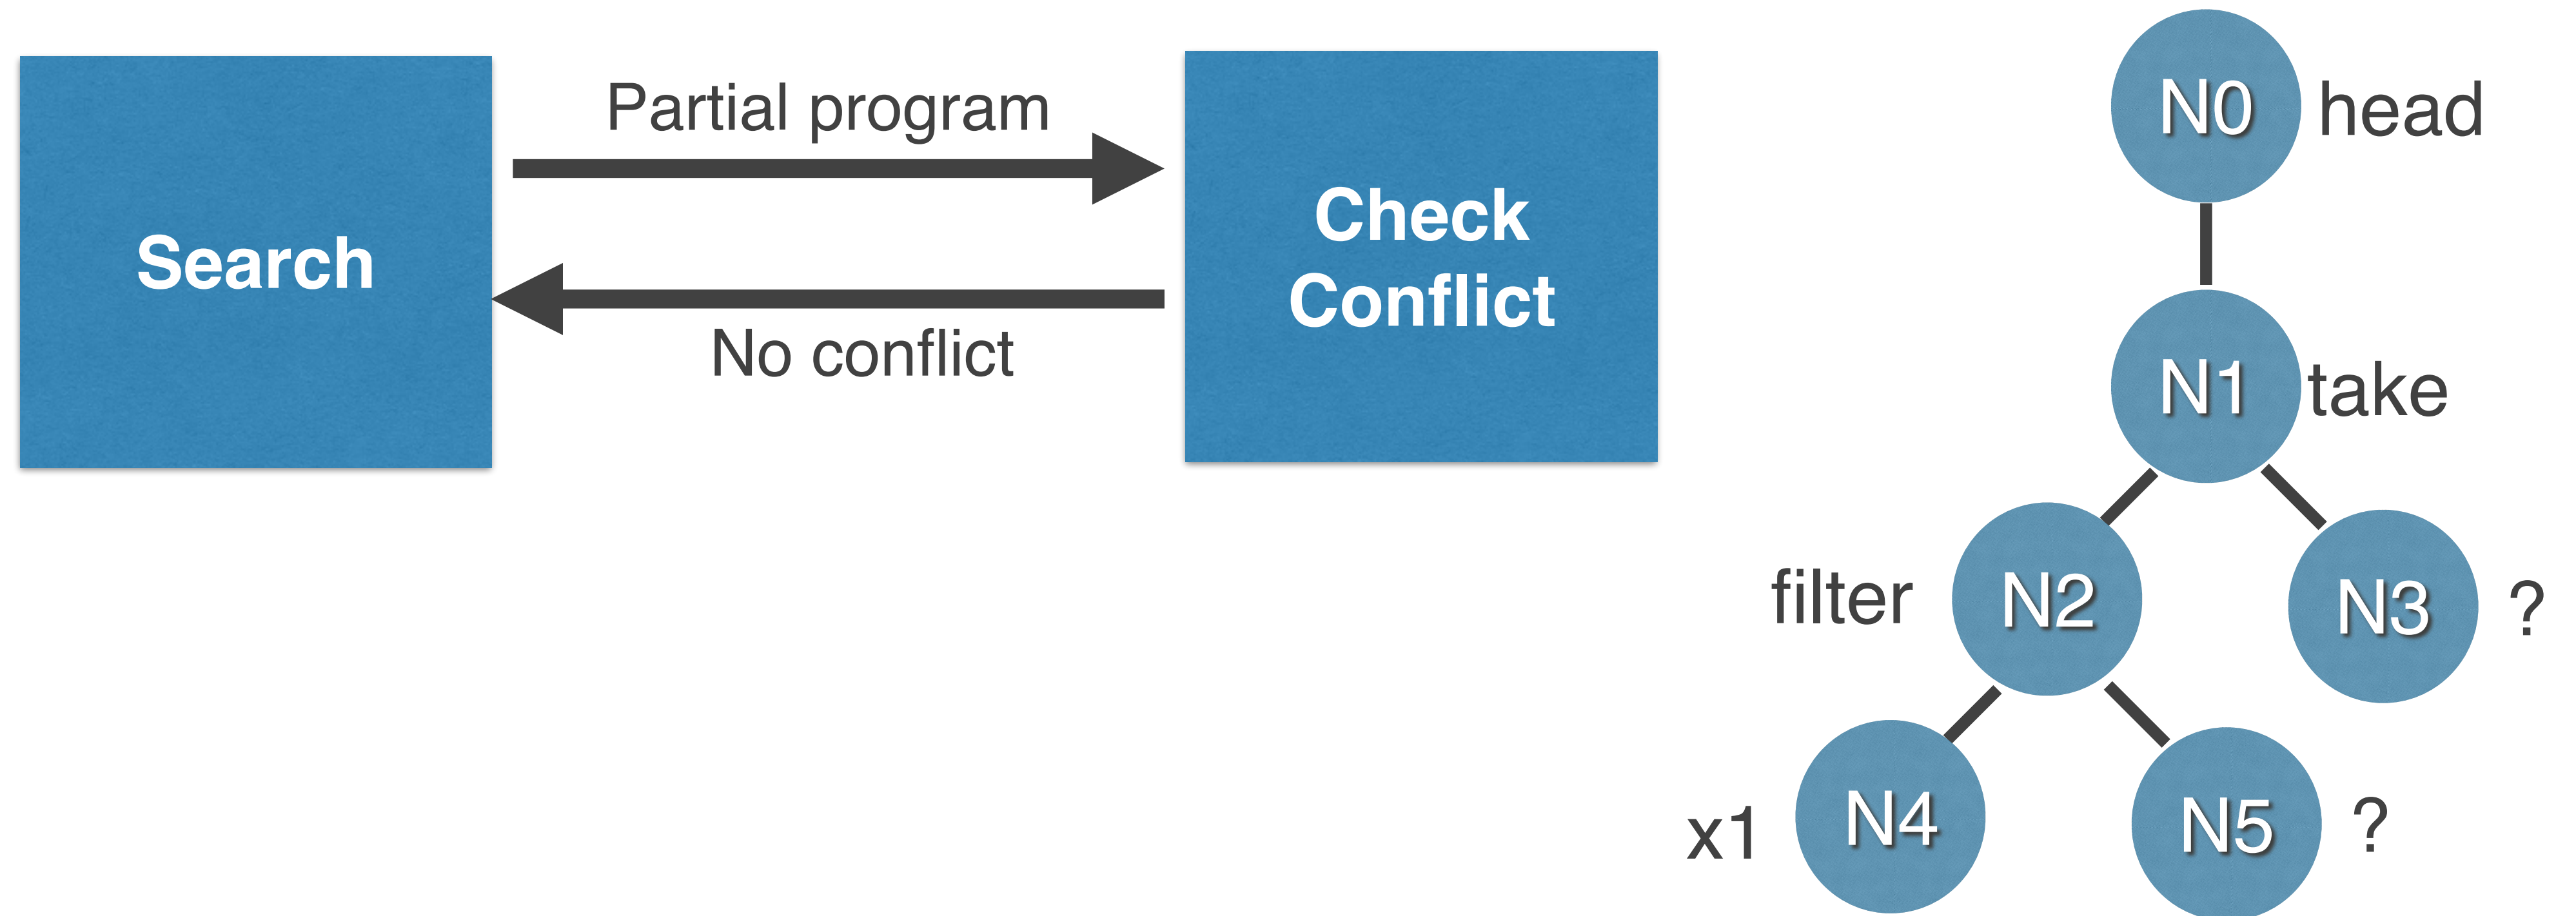 Search
Partial program
No conflict
Check
Conflict
N0 head
N1 take
filter N2
N3 ?
x1 N4
N5 ?